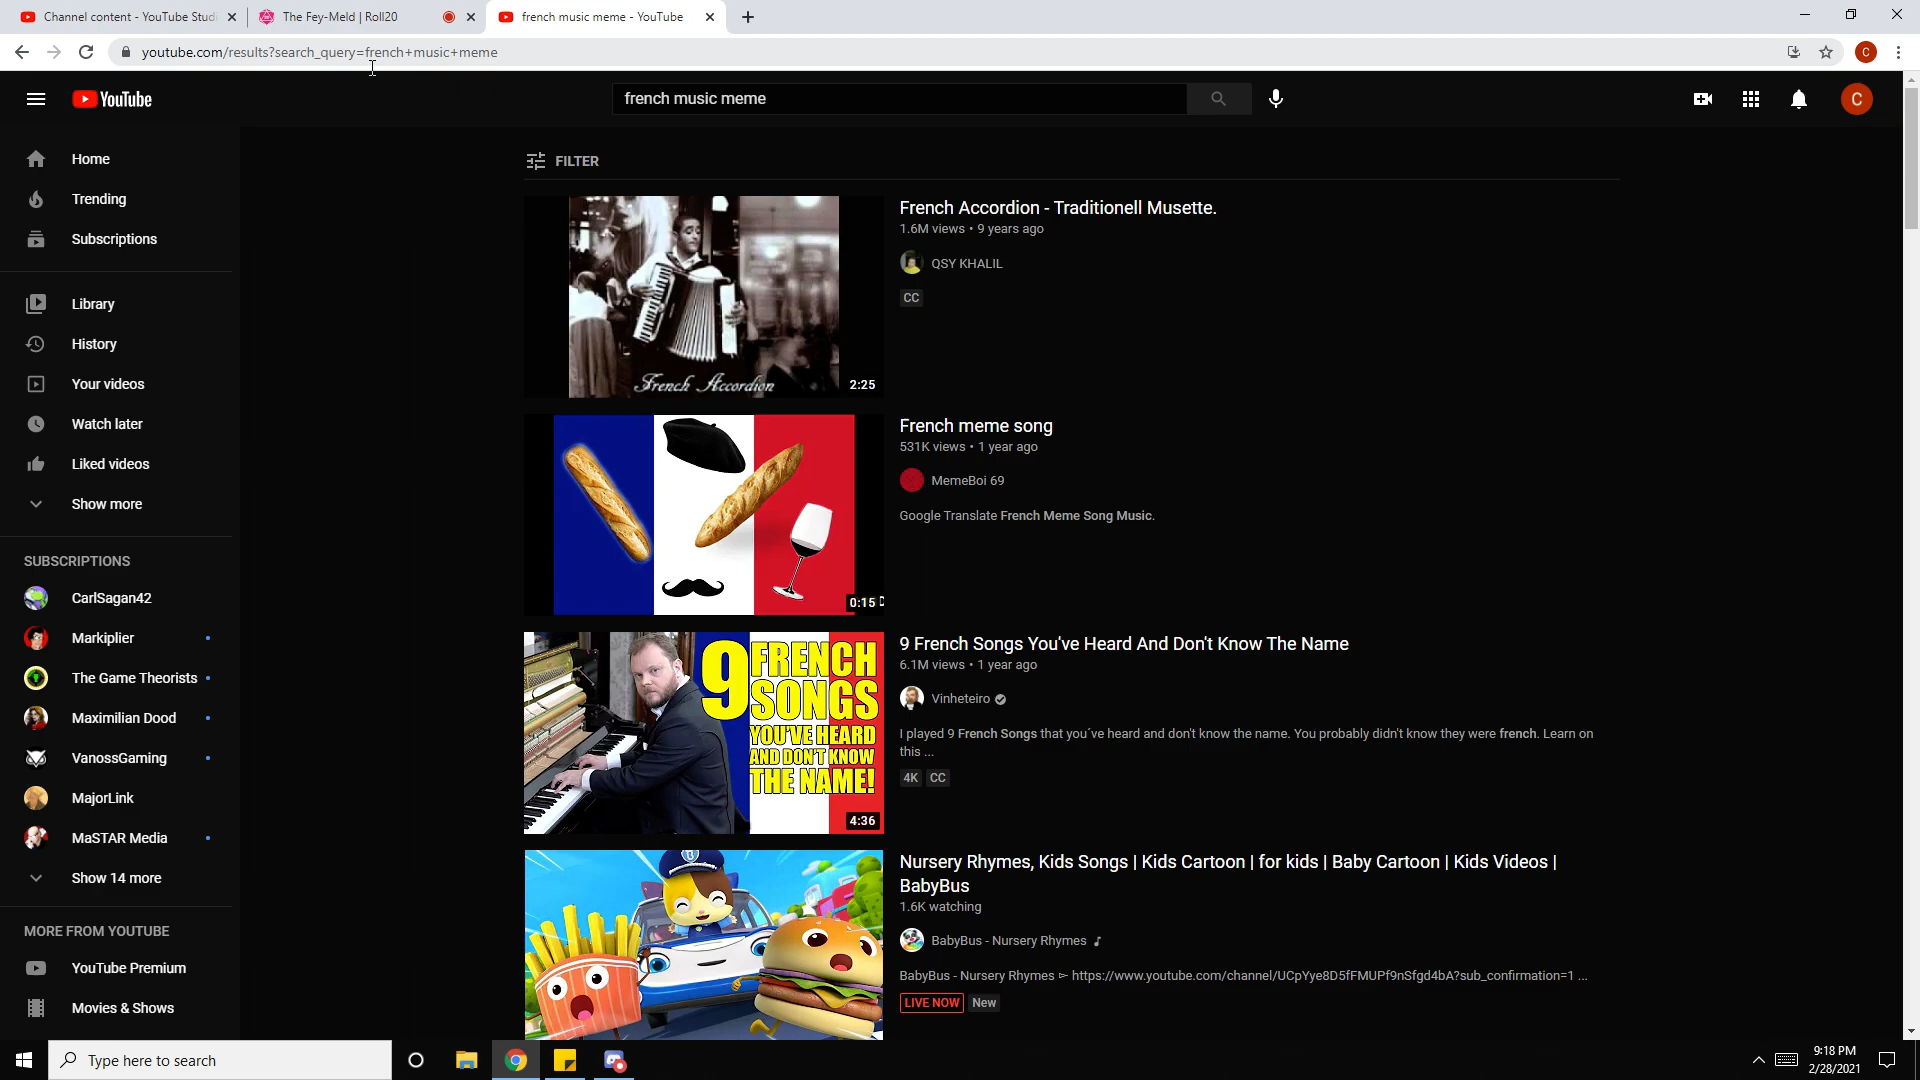 Channel content - YouTube Studi
The Fey-Meld | Roll20
french music meme - YouTube
youtube.com/results?search_query=french+music+meme
C
YouTube
french music meme
C
Home
Trending
Subscriptions
Library
History
Your videos
Watch later
Liked videos
Show more
SUBSCRIPTIONS
CarlSagan42
Markiplier
The Game Theorists
Maximilian Dood
VanossGaming
MajorLink
MaSTAR Media
Show 14 more
MORE FROM YOUTUBE
YouTube Premium
Movies & Shows
FILTER
French Accordion
2:25
French Accordion - Traditionell Musette.
1.6M views • 9 years ago
QSY KHALIL
CC
0:15
French meme song
531K views • 1 year ago
MemeBoi 69
Google Translate French Meme Song Music.
9 FRENCH
SONGS
YOU'VE HEARD
AND DON'T KNOW
THE NAME!
4:36
9 French Songs You've Heard And Don't Know The Name
6.1M views • 1 year ago
Vinheteiro
I played 9 French Songs that you´ve heard and don't know the name. You probably didn't know they were french. Learn on
this ...
4K CC
Nursery Rhymes, Kids Songs | Kids Cartoon | for kids | Baby Cartoon | Kids Videos |
BabyBus
1.6K watching
BabyBus - Nursery Rhymes
BabyBus - Nursery Rhymes ► https://www.youtube.com/channel/UCpYye8D5fFMUPf9nSfgd4bA?sub_confirmation=1 ...
LIVE NOW New
Type here to search
9:18 PM
2/28/2021